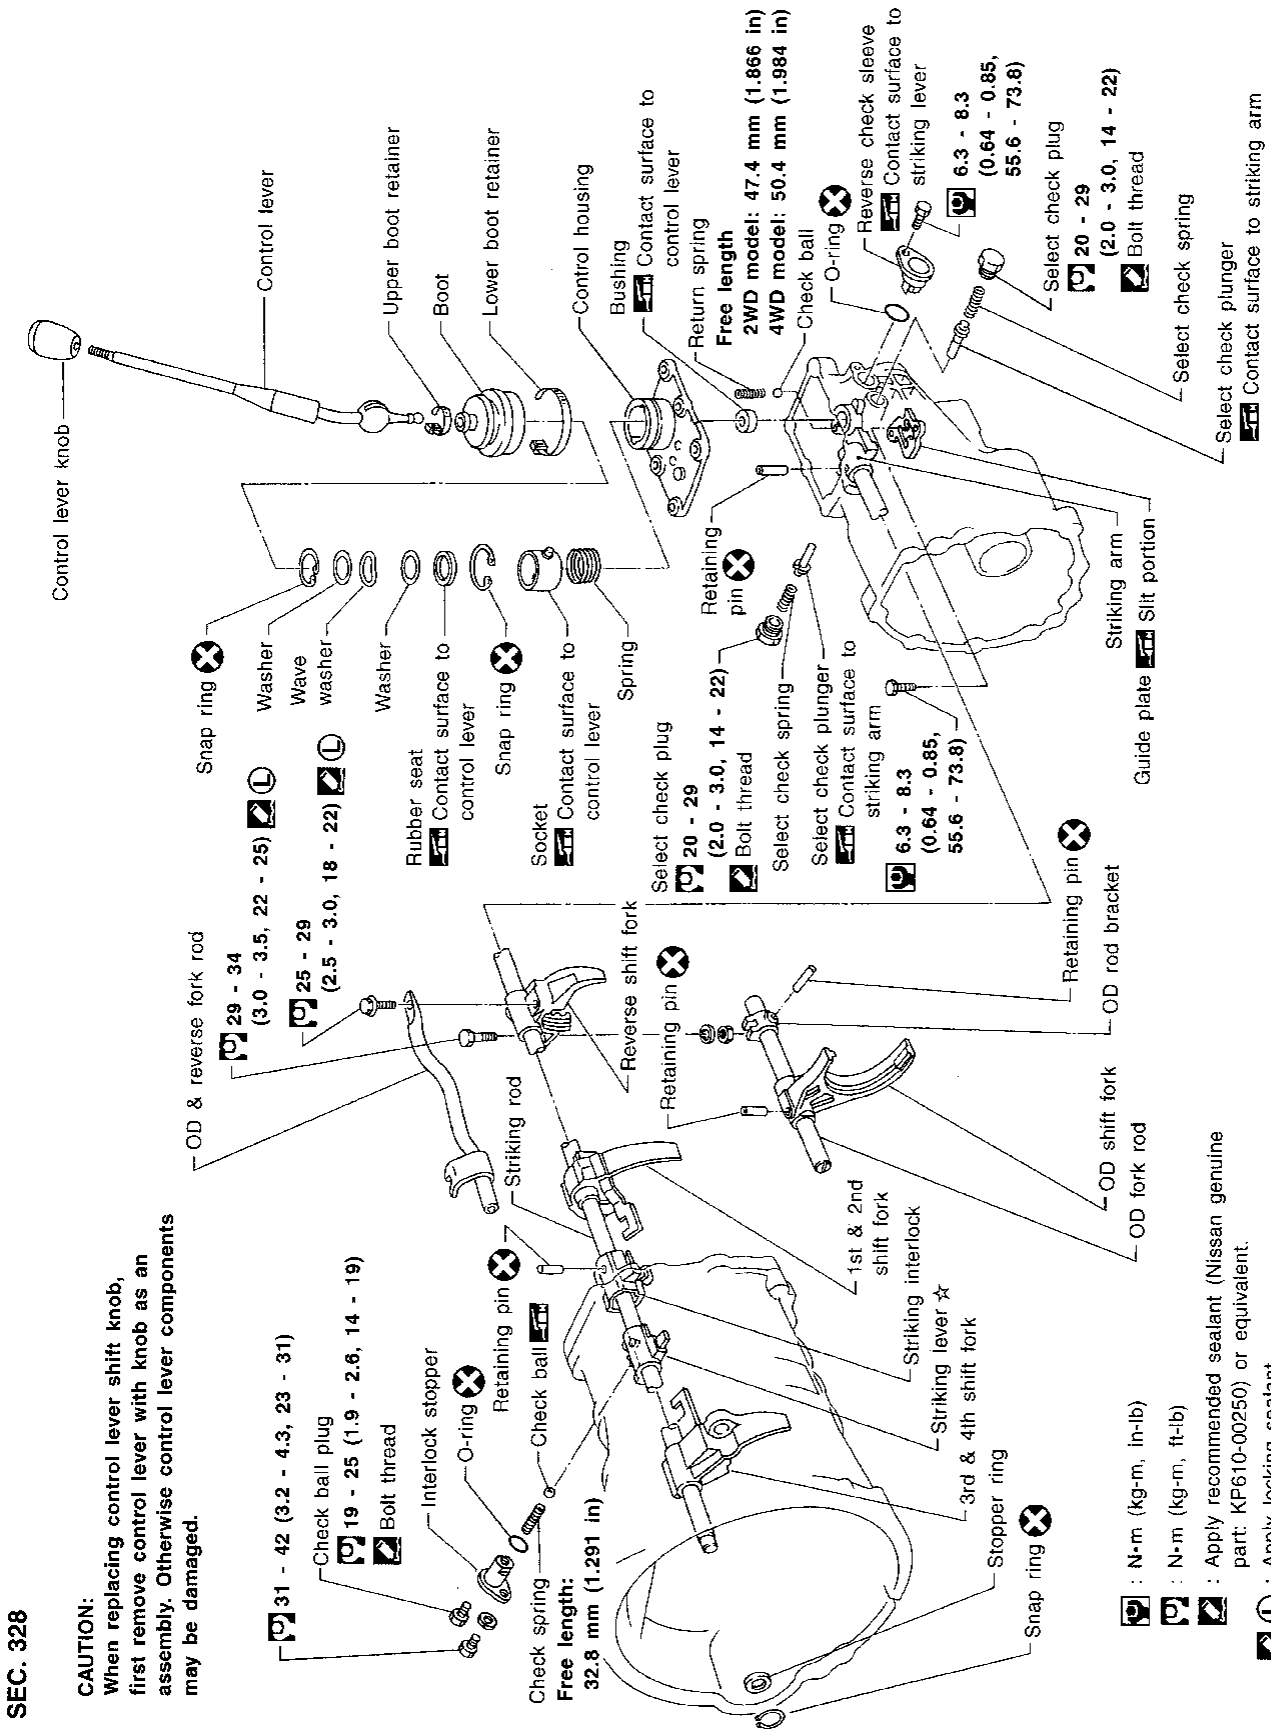 SEC. 328
CAUTION:
When replacing control lever shift knob,
first remove control lever with knob as an
assembly. Otherwise control lever components
may be damaged.
Control lever knob
Control lever
Upper boot retainer
Boot
Lower boot retainer
Control housing
Bushing
Contact surface to
control lever
Return spring
Free length
2WD model: 47.4 mm (1.866 in)
4WD model: 50.4 mm (1.984 in)
Check ball
O-ring
Reverse check sleeve
Contact surface to
striking lever
6.3 - 8.3
(0.64 - 0.85,
55.6 - 73.8)
Select check plug
20 - 29
(2.0 - 3.0, 14 - 22)
Bolt thread
Select check spring
Select check plunger
Contact surface to striking arm
Snap ring
Washer
Wave
washer
Washer
Rubber seat
Contact surface to
control lever
Snap ring
Socket
Contact surface to
control lever
Spring
Retaining
pin
Select check plug
20 - 29
(2.0 - 3.0, 14 - 22)
Bolt thread
Select check spring
Select check plunger
Contact surface to
striking arm
6.3 - 8.3
(0.64 - 0.85,
55.6 - 73.8)
Striking arm
Guide plate Slit portion
OD & reverse fork rod
29 - 34
(3.0 - 3.5, 22 - 25) L
25 - 29
(2.5 - 3.0, 18 - 22) L
Striking rod
Reverse shift fork
Retaining pin
Retaining pin
OD rod bracket
OD shift fork
OD fork rod
31 - 42 (3.2 - 4.3, 23 - 31)
Check ball plug
19 - 25 (1.9 - 2.6, 14 - 19)
Bolt thread
Interlock stopper
O-ring
Retaining pin
Check ball
Check spring
Free length:
32.8 mm (1.291 in)
1st & 2nd
shift fork
Striking interlock
Striking lever ☆
3rd & 4th shift fork
Stopper ring
Snap ring
: N•m (kg-m, in-lb)
: N•m (kg-m, ft-lb)
: Apply recommended sealant (Nissan genuine
part: KP610-00250) or equivalent.
L : Apply locking sealant